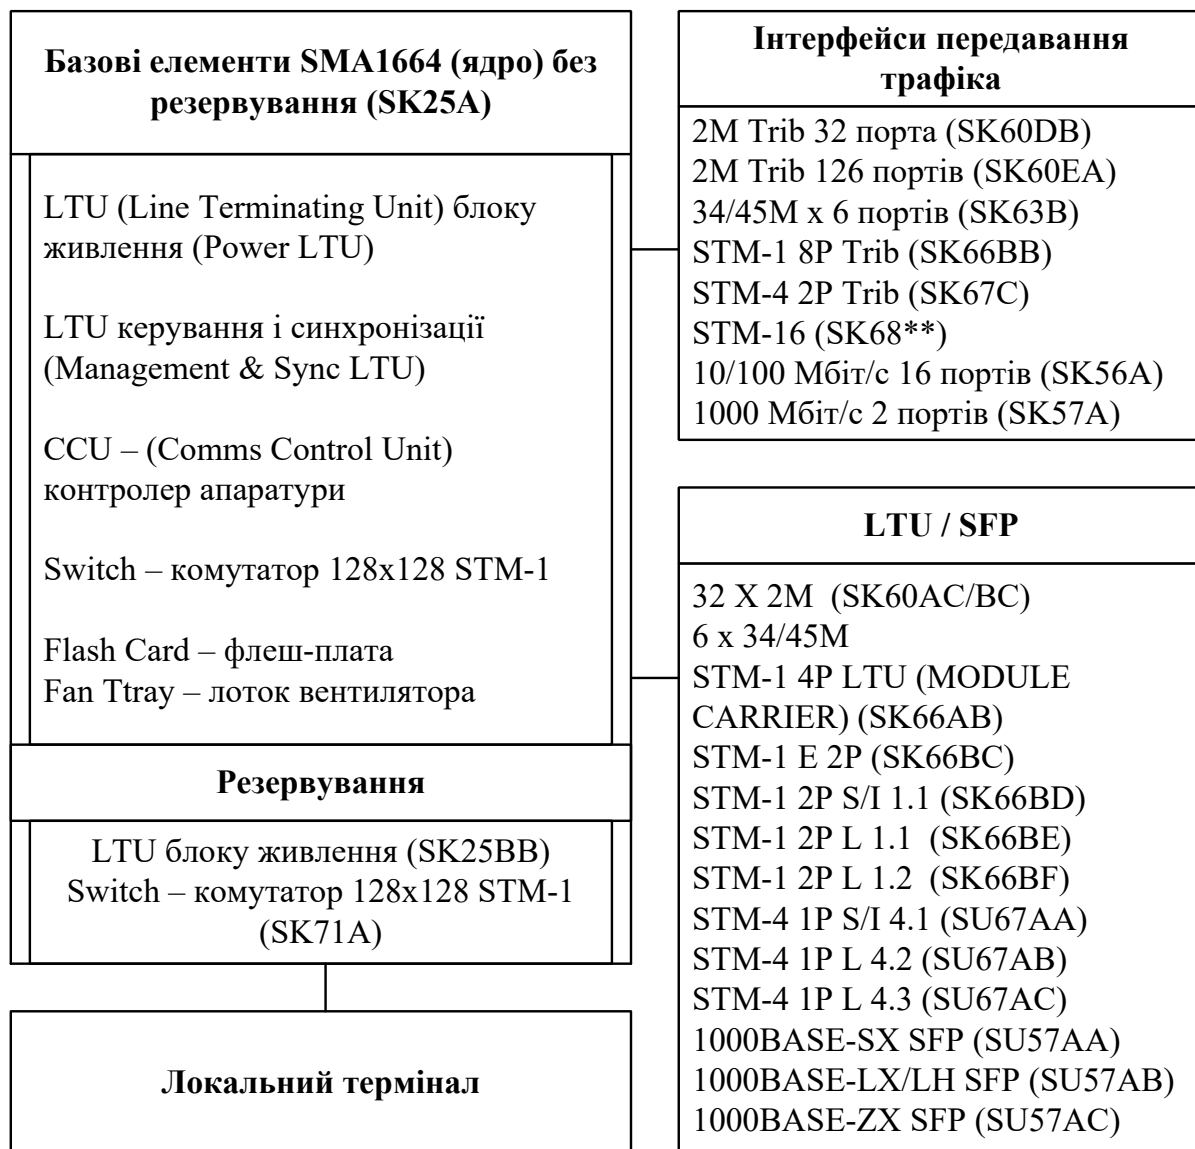 Базові елементи SMA1664 (ядро) без
резервування (SK25A)
LTU (Line Terminating Unit) блоку
живлення (Power LTU)
LTU керування і синхронізації
(Management & Sync LTU)
CCU – (Comms Control Unit)
контролер апаратури
Switch – комутатор 128x128 STM-1
Flash Card – флеш-плата
Fan Ttray – лоток вентилятора
Резервування
LTU блоку живлення (SK25BB)
Switch – комутатор 128x128 STM-1
(SK71A)
Локальний термінал
Інтерфейси передавання
трафіка
2M Trib 32 порта (SK60DB)
2M Trib 126 портів (SK60EA)
34/45M x 6 портів (SK63B)
STM-1 8P Trib (SK66BB)
STM-4 2P Trib (SK67C)
STM-16 (SK68**)
10/100 Мбіт/с 16 портів (SK56A)
1000 Мбіт/с 2 портів (SK57A)
LTU / SFP
32 X 2M (SK60AC/BC)
6 x 34/45M
STM-1 4P LTU (MODULE
CARRIER) (SK66AB)
STM-1 E 2P (SK66BC)
STM-1 2P S/I 1.1 (SK66BD)
STM-1 2P L 1.1 (SK66BE)
STM-1 2P L 1.2 (SK66BF)
STM-4 1P S/I 4.1 (SU67AA)
STM-4 1P L 4.2 (SU67AB)
STM-4 1P L 4.3 (SU67AC)
1000BASE-SX SFP (SU57AA)
1000BASE-LX/LH SFP (SU57AB)
1000BASE-ZX SFP (SU57AC)